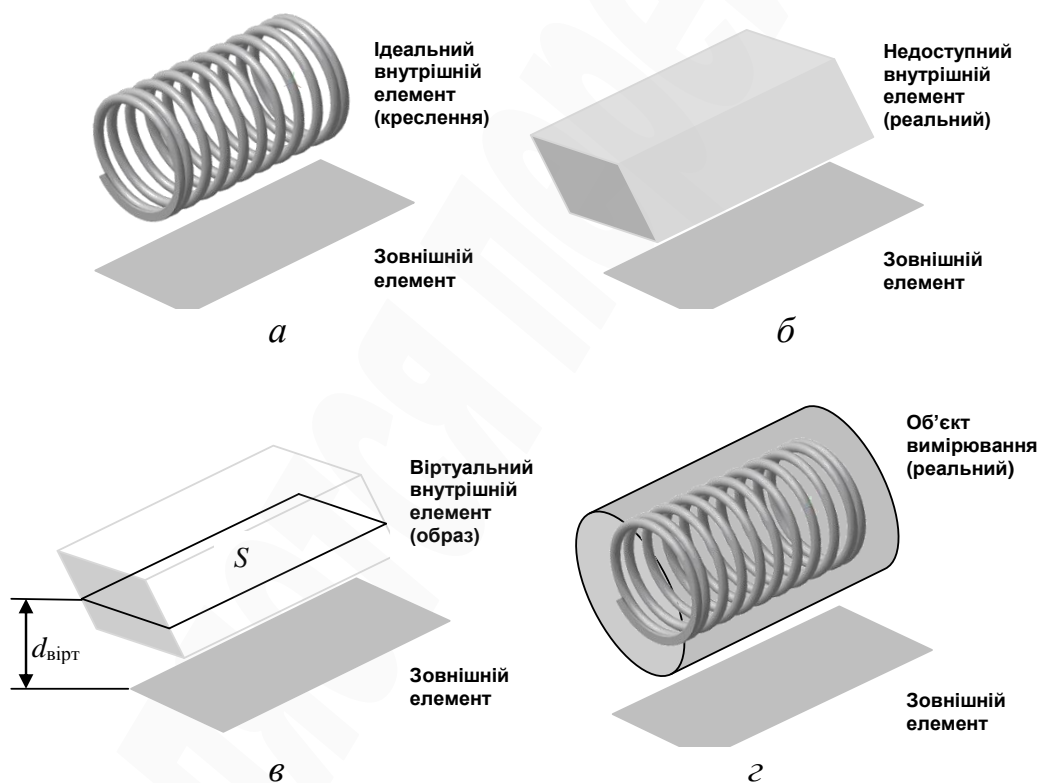 Ідеальний
внутрішній
елемент
(креслення)
Зовнішній
елемент
а
Недоступний
внутрішній
елемент
(реальний)
Зовнішній
елемент
б
Віртуальний
внутрішній
елемент
(образ)
S
dвірт
Зовнішній
елемент
в
Об’єкт
вимірювання
(реальний)
Зовнішній
елемент
г